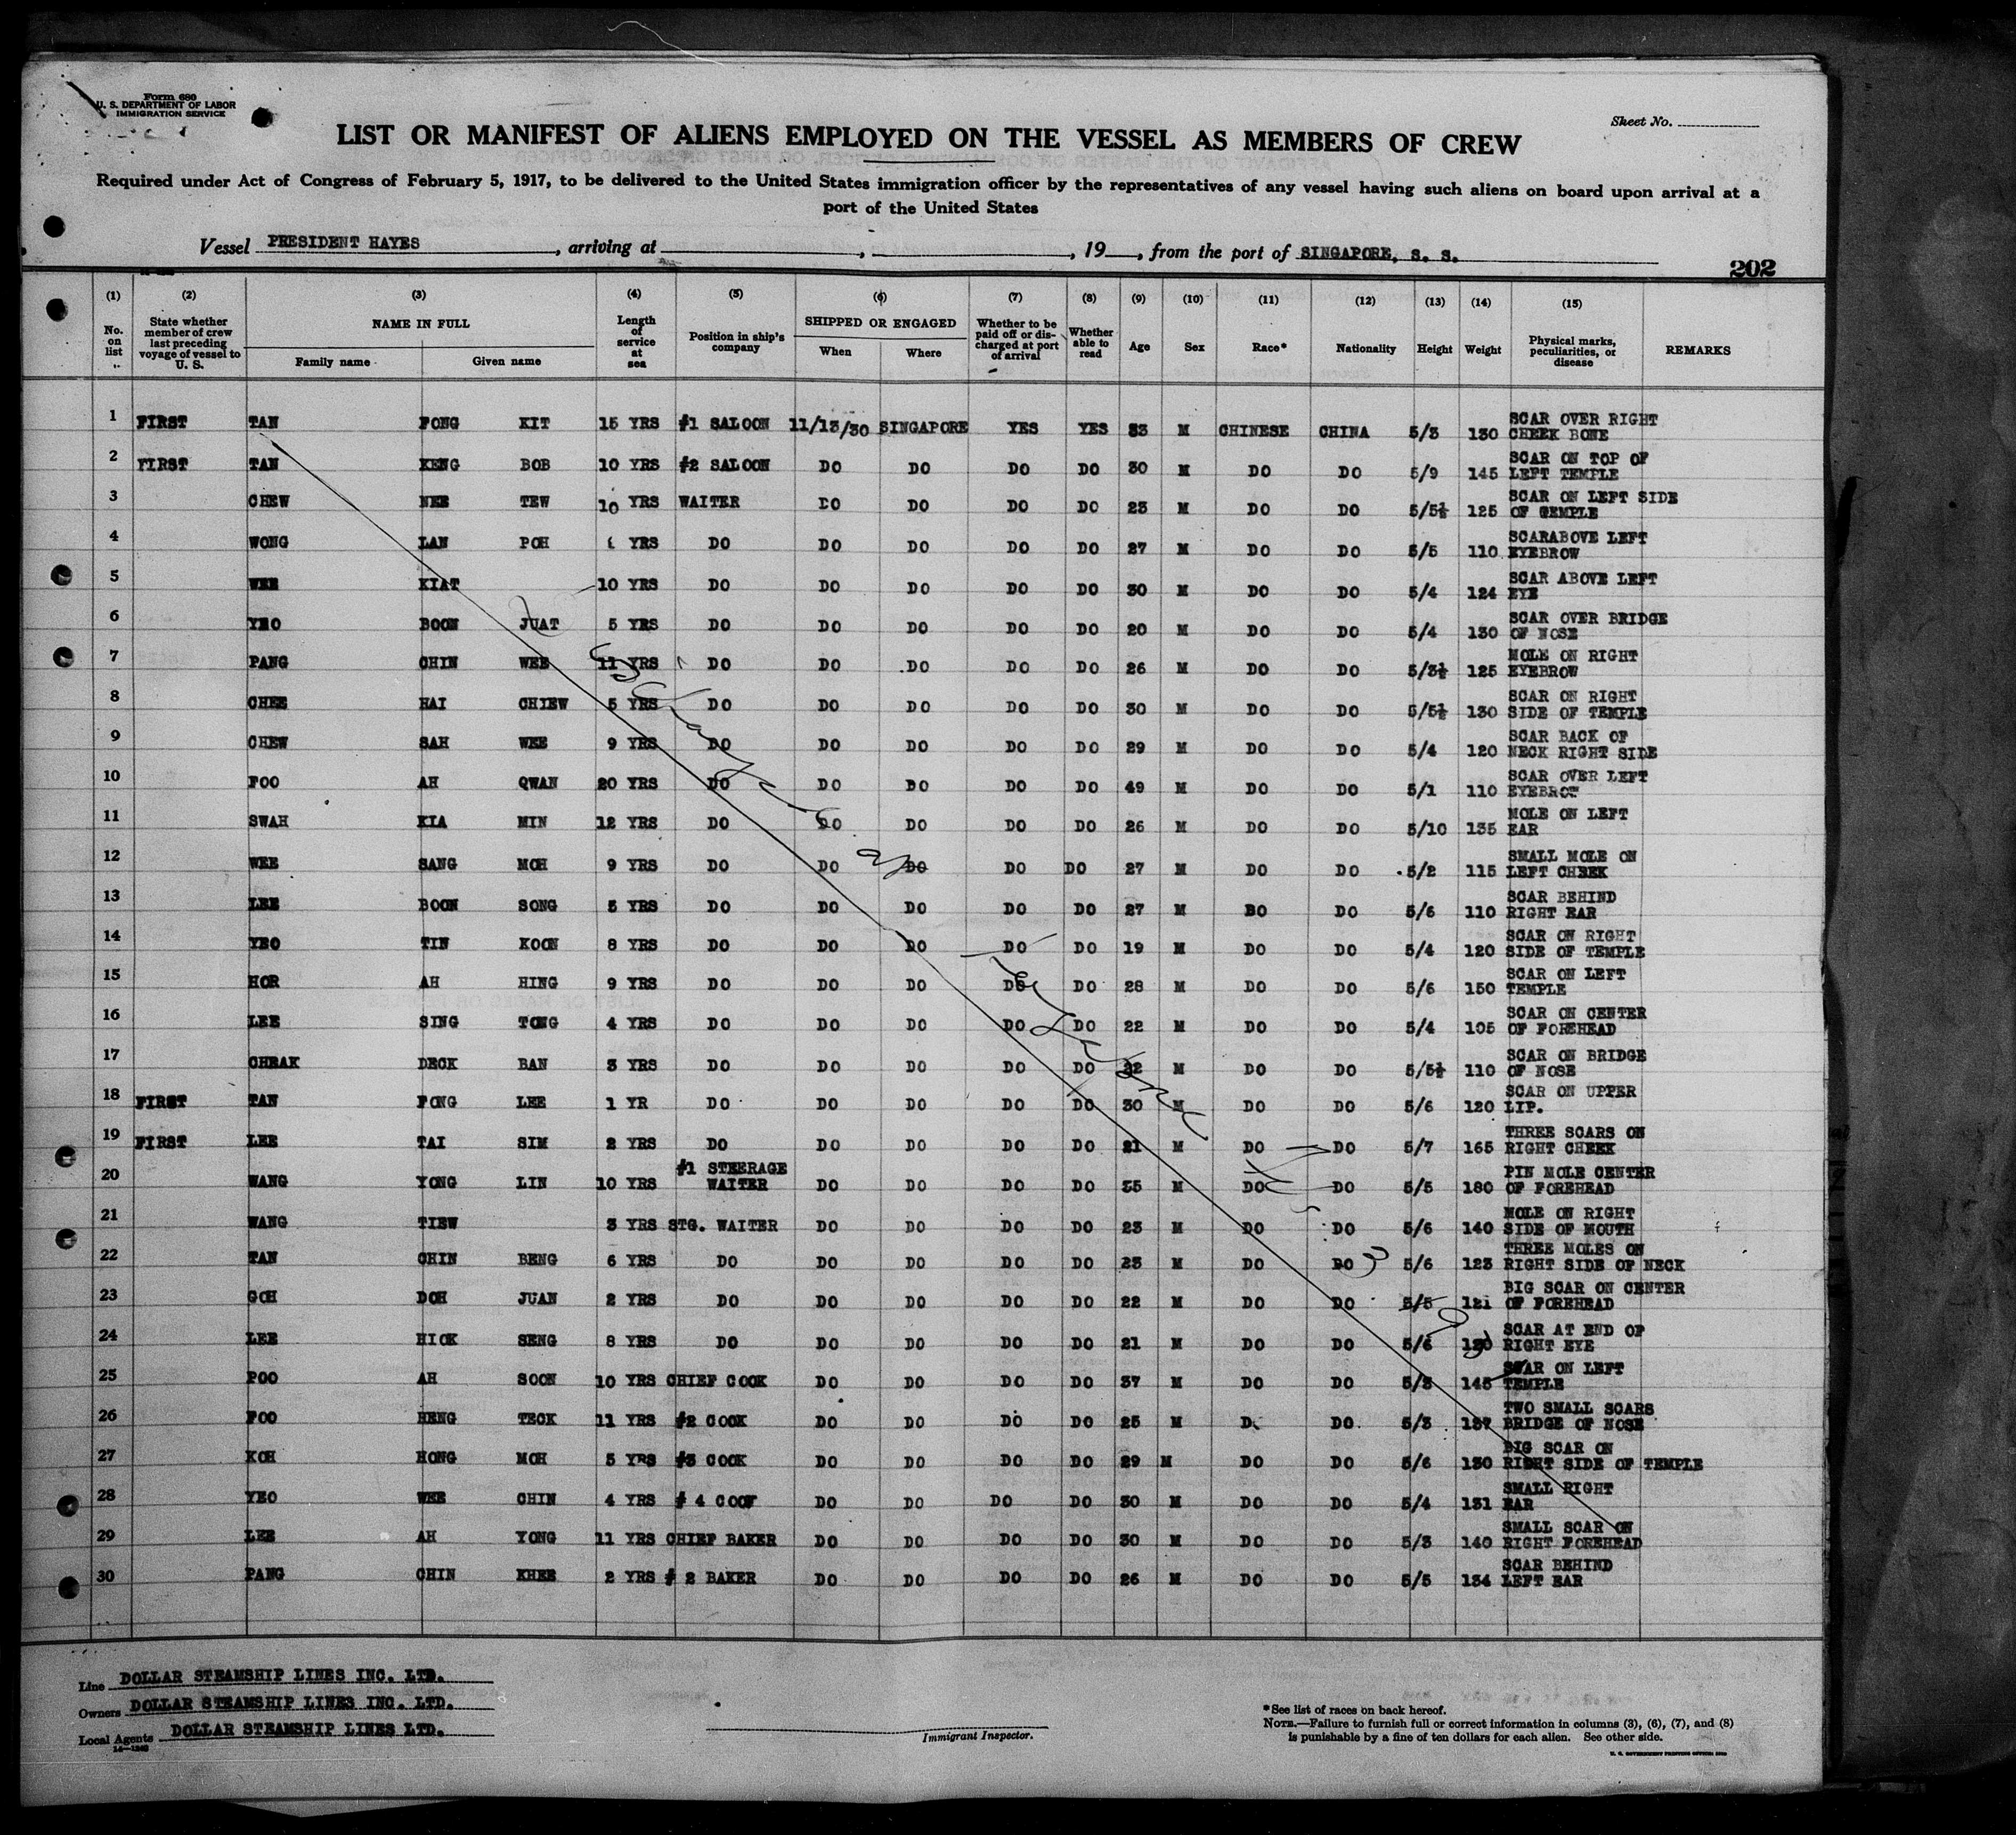 Form 680
U. S. DEPARTMENT OF LABOR
IMMIGRATION SERVICE
Sheet No.
LIST OR MANIFEST OF ALIENS EMPLOYED ON THE VESSEL AS MEMBERS OF CREW
Required under Act of Congress of February 5, 1917, to be delivered to the United States immigration officer by the representatives of any vessel having such aliens on board upon arrival at a
port of the United States
Vessel PRESIDENT HAYES, arriving at , , 19 , from the port of SINGAPORE, S. S.
202
(1) (2) (3) (4) (5) (6) (7) (8) (9) (10) (11) (12) (13) (14) (15)
No. on list State whether member of crew last preceding voyage of vessel to U. S. NAME IN FULL Family name Given name Length of service at sea Position in ship's company SHIPPED OR ENGAGED When Where Whether to be paid off or discharged at port of arrival Whether able to read Age Sex Race* Nationality Height Weight Physical marks, peculiarities, or disease REMARKS
1 FIRST TAN FONG KIT 15 YRS #1 SALOON 11/13/30 SINGAPORE YES YES 33 M CHINESE CHINA 5/3 130 SCAR OVER RIGHT CHEEK BONE
2 FIRST TAN KENG BOB 10 YRS #2 SALOON DO DO DO DO 30 M DO DO 5/9 145 SCAR ON TOP OF LEFT TEMPLE
3 CHEW NEE TEW 10 YRS WAITER DO DO DO DO 23 M DO DO 5/5½ 125 SCAR ON LEFT SIDE OF TEMPLE
4 WONG LAN POH YRS DO DO DO DO DO 27 M DO DO 5/5 110 SCARABOVE LEFT EYEBROW
5 WEE KIAT 10 YRS DO DO DO DO DO 30 M DO DO 5/4 124 SCAR ABOVE LEFT EYE
6 YEO BOON JUAT 5 YRS DO DO DO DO DO 20 M DO DO 5/4 130 SCAR OVER BRIDGE OF NOSE
7 PANG CHIN WEE 11 YRS DO DO DO DO DO 26 M DO DO 5/3½ 125 MOLE ON RIGHT EYEBROW
8 CHEE HAI CHIEW 5 YRS DO DO DO DO DO 30 M DO DO 5/5½ 130 SCAR ON RIGHT SIDE OF TEMPLE
9 CHEW SAH WEE 9 YRS DO DO DO DO DO 29 M DO DO 5/4 120 SCAR BACK OF NECK RIGHT SIDE
10 FOO AH QWAN 20 YRS DO DO DO DO DO 49 M DO DO 5/1 110 SCAR OVER LEFT
11 SWAH KIA MIN 12 YRS DO DO DO DO DO 26 M DO DO 5/10 135 MOLE ON LEFT EAR
12 WEE SANG MOH 9 YRS DO DO DO DO DO 27 M DO DO 5/2 115 SMALL MOLE ON LEFT CHEEK
13 LEE BOON SONG 5 YRS DO DO DO DO DO 27 M DO DO 5/6 110 SCAR BEHIND RIGHT EAR
14 YEO TIN KOON 8 YRS DO DO DO DO DO 19 M DO DO 5/4 120 SCAR ON RIGHT SIDE OF TEMPLE
15 HOR AH HING 9 YRS DO DO DO DO DO 28 M DO DO 5/6 150 SCAR ON LEFT TEMPLE
16 LEE SING TONG 4 YRS DO DO DO DO DO 22 M DO DO 5/4 105 SCAR ON CENTER OF FOREHEAD
17 CHEAK DECK BAN 3 YRS DO DO DO DO DO M DO DO 5/5½ 110 SCAR ON BRIDGE OF NOSE
18 FIRST TAN FONG LEE 1 YR DO DO DO DO DO 30 M DO DO 5/6 120 SCAR ON UPPER LIP.
19 FIRST LEE TAI SIM 2 YRS DO DO DO DO DO 21 M DO DO 5/7 165 THREE SCARS ON RIGHT CHEEK
20 WANG YONG LIN 10 YRS #1 STEERAGE WAITER DO DO DO DO 35 M DO DO 5/5 180 PIN MOLE CENTER OF FOREHEAD
21 WANG TIEW 3 YRS STG. WAITER DO DO DO DO 23 M DO DO 5/6 140 MOLE ON RIGHT SIDE OF MOUTH
22 TAN CHIN BENG 6 YRS DO DO DO DO DO 23 M DO DO 5/6 123 THREE MOLES ON RIGHT SIDE OF NECK
23 GOH DOH JUAN 2 YRS DO DO DO DO DO 22 M DO DO 5/5 121 BIG SCAR ON CENTER OF FOREHEAD
24 LEE HICK SENG 8 YRS DO DO DO DO DO 21 M DO DO 5/6 SCAR AT END OF RIGHT EYE
25 FOO AH SOON 10 YRS CHIEF COOK DO DO DO DO 37 M DO DO 5/3 145 SCAR ON LEFT TEMPLE
26 FOO HENG TECK 11 YRS #2 COOK DO DO DO DO 25 M DO 5/3 137 TWO SMALL SCARS BRIDGE OF NOSE
27 KOH HONG MOH 5 YRS #3 COOK DO DO DO DO 29 M DO DO 5/6 130 BIG SCAR ON RIGHT SIDE OF TEMPLE
28 YEO WEE CHIN 4 YRS # 4 COOK DO DO DO DO 30 M DO DO 5/4 131 SMALL RIGHT EAR
29 LEE AH YONG 11 YRS CHIEF BAKER DO DO DO DO 30 M DO DO 5/3 140 SMALL SCAR ON RIGHT FOREHEAD
30 PANG CHIN KHEE 2 YRS # 2 BAKER DO DO DO DO 26 M DO DO 5/5 134 SCAR BEHIND LEFT EAR
Line DOLLAR STEAMSHIP LINES INC. LTD.
Owners DOLLAR STEAMSHIP LINES INC. LTD.
Local Agents DOLLAR STEAMSHIP LINES LTD.
Immigrant Inspector.
*See list of races on back hereof.
NOTE.—Failure to furnish full or correct information in columns (3), (6), (7), and (8)
is punishable by a fine of ten dollars for each alien. See other side.